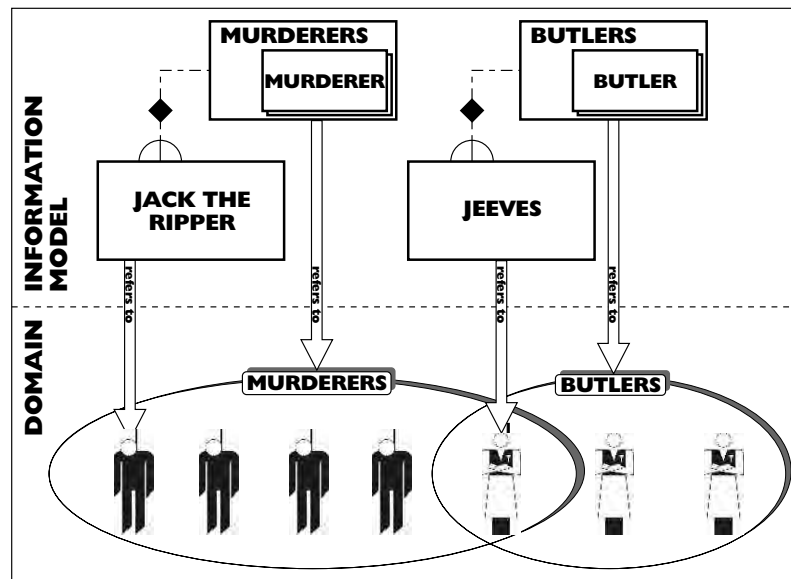 MURDERERS
MURDERER
BUTLERS
BUTLER
JACK THE
RIPPER
JEEVES
INFORMATION
MODEL
refers to
refers to
refers to
refers to
DOMAIN
MURDERERS
BUTLERS